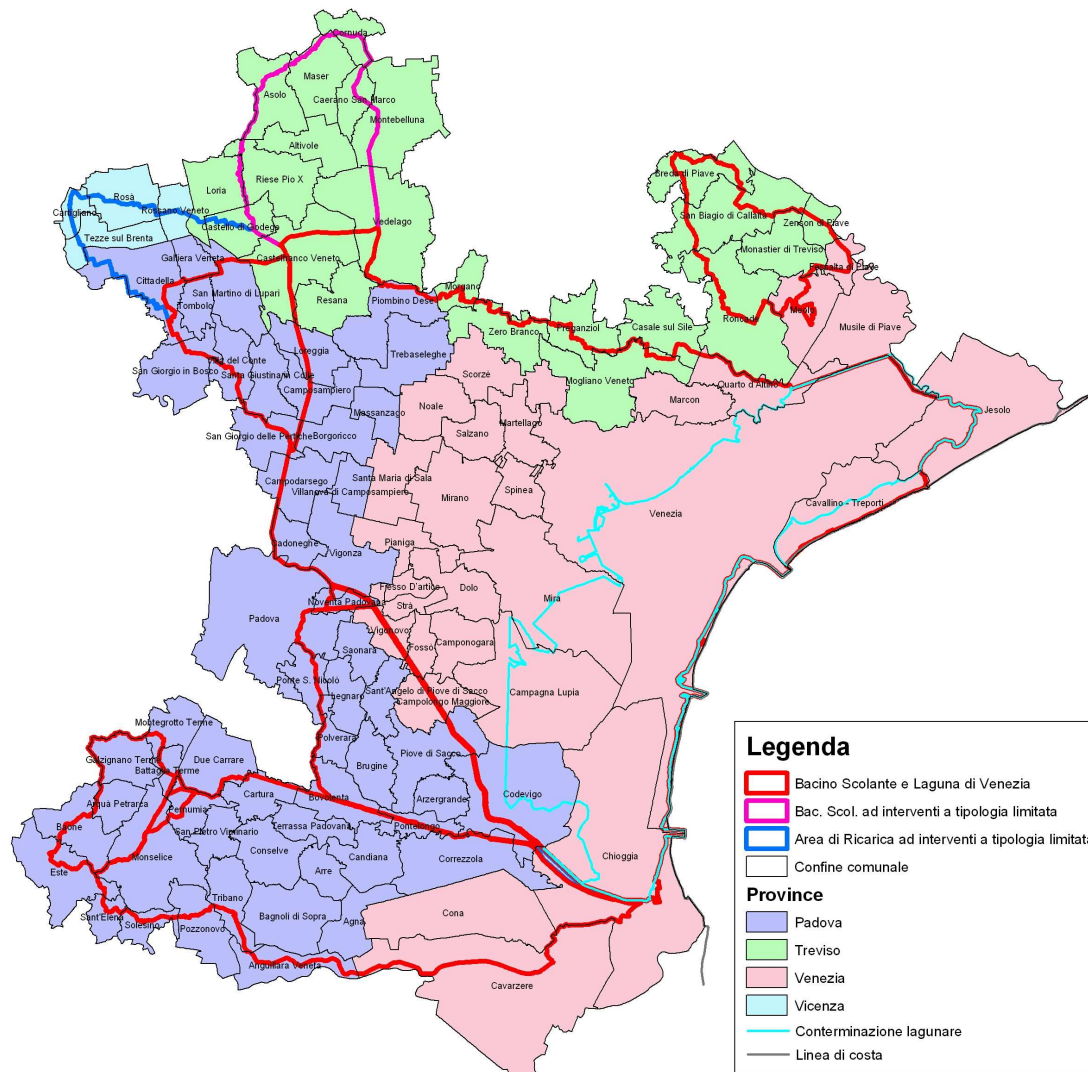 Cornuda
Maser
Asolo
Caerano San Marco
Montebelluna
Altivole
Riese Pio X
Loria
Rosà
Rossano Veneto
Cartigliano
Castello di Godego
Vedelago
Tezze sul Brenta
Galliera Veneta
Castelfranco Veneto
Cittadella
San Martino di Lupari
Tombolo
Resana
Piombino Dese
Morgano
Breda di Piave
San Biagio di Callalta
Zenson di Piave
Monastier di Treviso
Fossalta di Piave
Meolo
Roncade
Musile di Piave
Zero Branco
Preganziol
Casale sul Sile
Loreggia
Trebaseleghe
Villa del Conte
San Giorgio in Bosco
Santa Giustina in Colle
Camposampiero
Mogliano Veneto
Quarto d'Altino
Marcon
Scorzè
Jesolo
Massanzago
Noale
Martellago
Salzano
San Giorgio delle Pertiche
Borgoricco
Campodarsego
Santa Maria di Sala
Villanova di Camposampiero
Mirano
Spinea
Venezia
Cavallino - Treporti
Cadoneghe
Vigonza
Pianiga
Fiesso D'artico
Dolo
Mira
Noventa Padovana
Strà
Padova
Vigonovo
Fossò
Camponogara
Saonara
Ponte S. Nicolò
Legnaro
Sant'Angelo di Piove di Sacco
Campolongo Maggiore
Campagna Lupia
Montegrotto Terme
Polverara
Piove di Sacco
Galzignano Terme
Due Carrare
Battaglia Terme
Brugine
Codevigo
Arquà Petrarca
Pernumia
Cartura
Bovolenta
Arzergrande
Baone
San Pietro Viminario
Terrassa Padovana
Pontelongo
Monselice
Conselve
Candiana
Correzzola
Chioggia
Este
Arre
Tribano
Sant'Elena
Solesino
Pozzonovo
Bagnoli di Sopra
Agna
Cona
Anguillara Veneta
Cavarzere
Legenda
Bacino Scolante e Laguna di Venezia
Bac. Scol. ad interventi a tipologia limitata
Area di Ricarica ad interventi a tipologia limitata
Confine comunale
Province
Padova
Treviso
Venezia
Vicenza
Conterminazione lagunare
Linea di costa